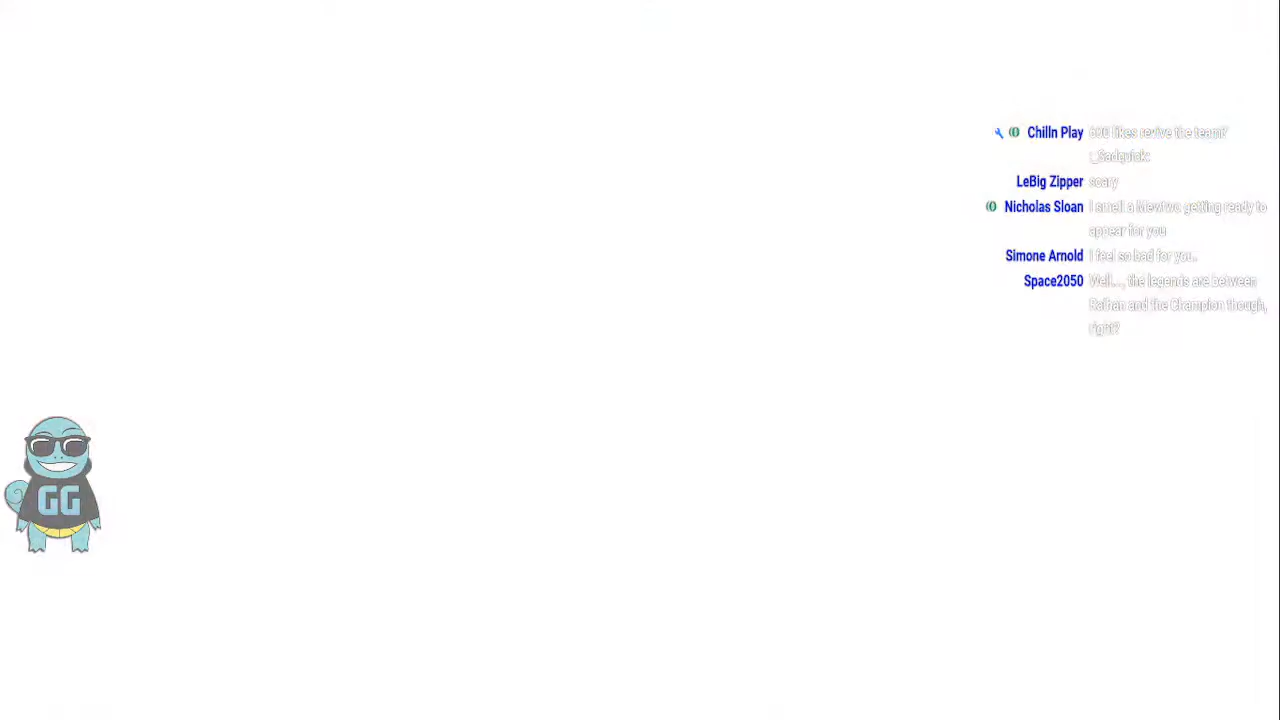 Chilln Play 600 likes revive the team?
:_Sadquick:
LeBig Zipper scary
Nicholas Sloan I smell a Mewtwo getting ready to
appear for you
Simone Arnold I feel so bad for you..
Space2050 Well...., the legends are between
Raihan and the Champion though,
right?
GG